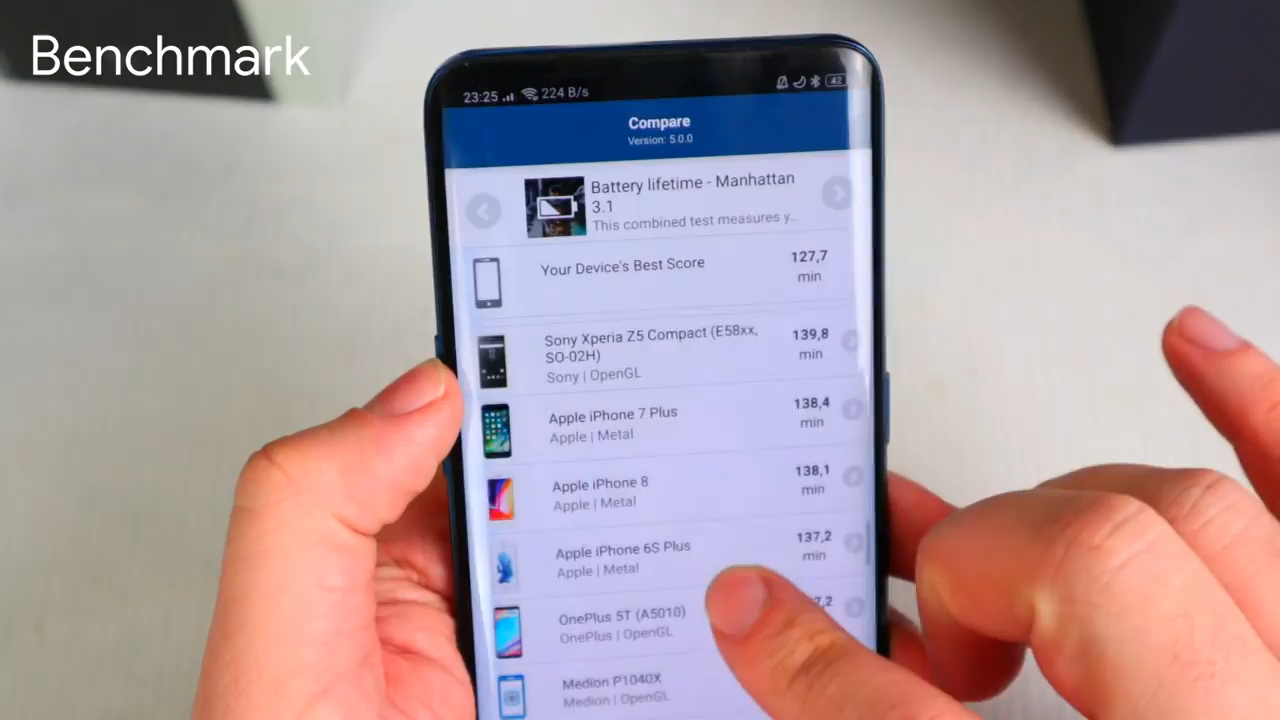 Benchmark
23:25 224 B/s 42
Compare
Version: 5.0.0
Battery lifetime - Manhattan
3.1
This combined test measures y...
Your Device's Best Score
127,7
min
Sony Xperia Z5 Compact (E58xx,
SO-02H)
Sony | OpenGL
139,8
min
Apple iPhone 7 Plus
Apple | Metal
138,4
min
Apple iPhone 8
Apple | Metal
138,1
min
Apple iPhone 6S Plus
Apple | Metal
137,2
min
OnePlus 5T (A5010)
OnePlus | OpenGL
Medion P1040X
Medion | OpenGL